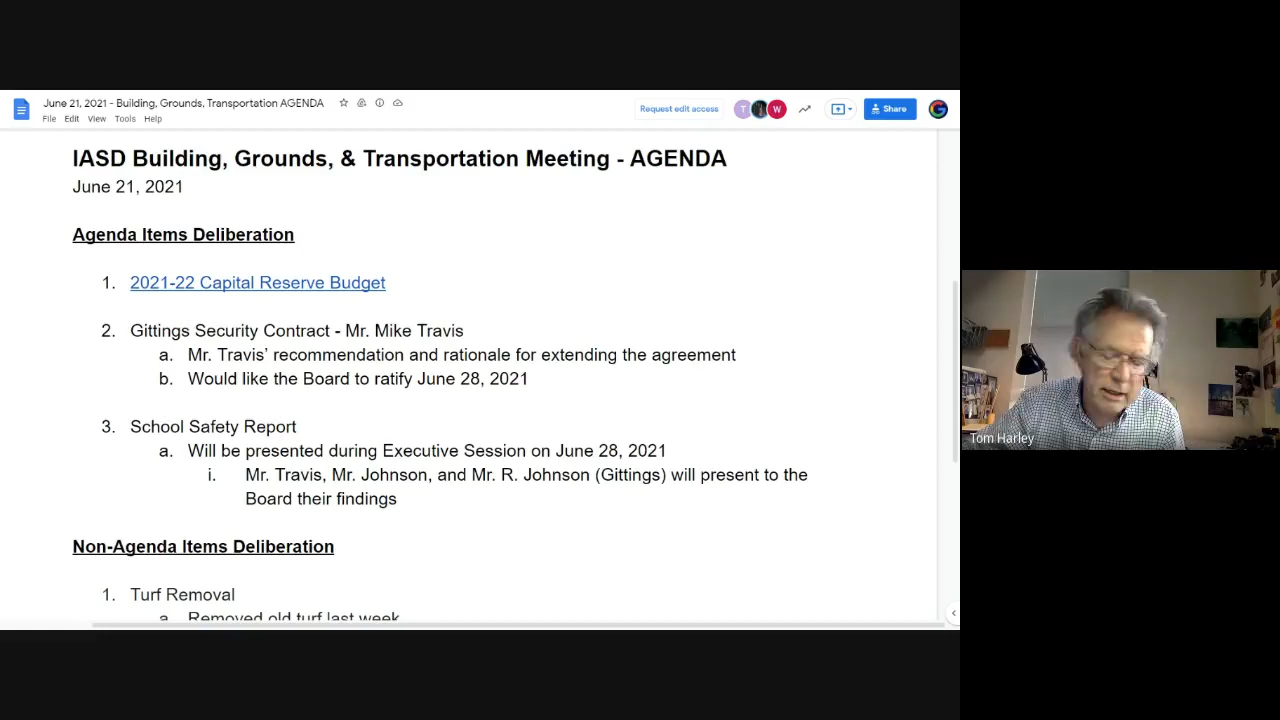 June 21, 2021 - Building, Grounds, Transportation AGENDA
File Edit View Tools Help
Request edit access
T
W
Share
G
IASD Building, Grounds, & Transportation Meeting - AGENDA
June 21, 2021
Agenda Items Deliberation
1. 2021-22 Capital Reserve Budget
2. Gittings Security Contract - Mr. Mike Travis
a. Mr. Travis' recommendation and rationale for extending the agreement
b. Would like the Board to ratify June 28, 2021
3. School Safety Report
a. Will be presented during Executive Session on June 28, 2021
i. Mr. Travis, Mr. Johnson, and Mr. R. Johnson (Gittings) will present to the
Board their findings
Non-Agenda Items Deliberation
1. Turf Removal
a. Removed old turf last week
Tom Harley